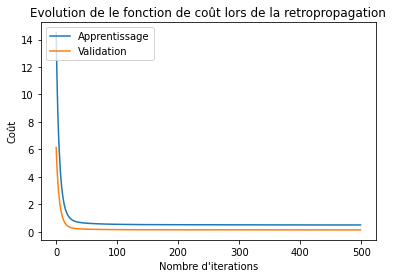 Evolution de le fonction de coût lors de la retropropagation
Apprentissage
Validation
Coût
14
12
10
8
6
4
2
0
0 100 200 300 400 500
Nombre d'iterations